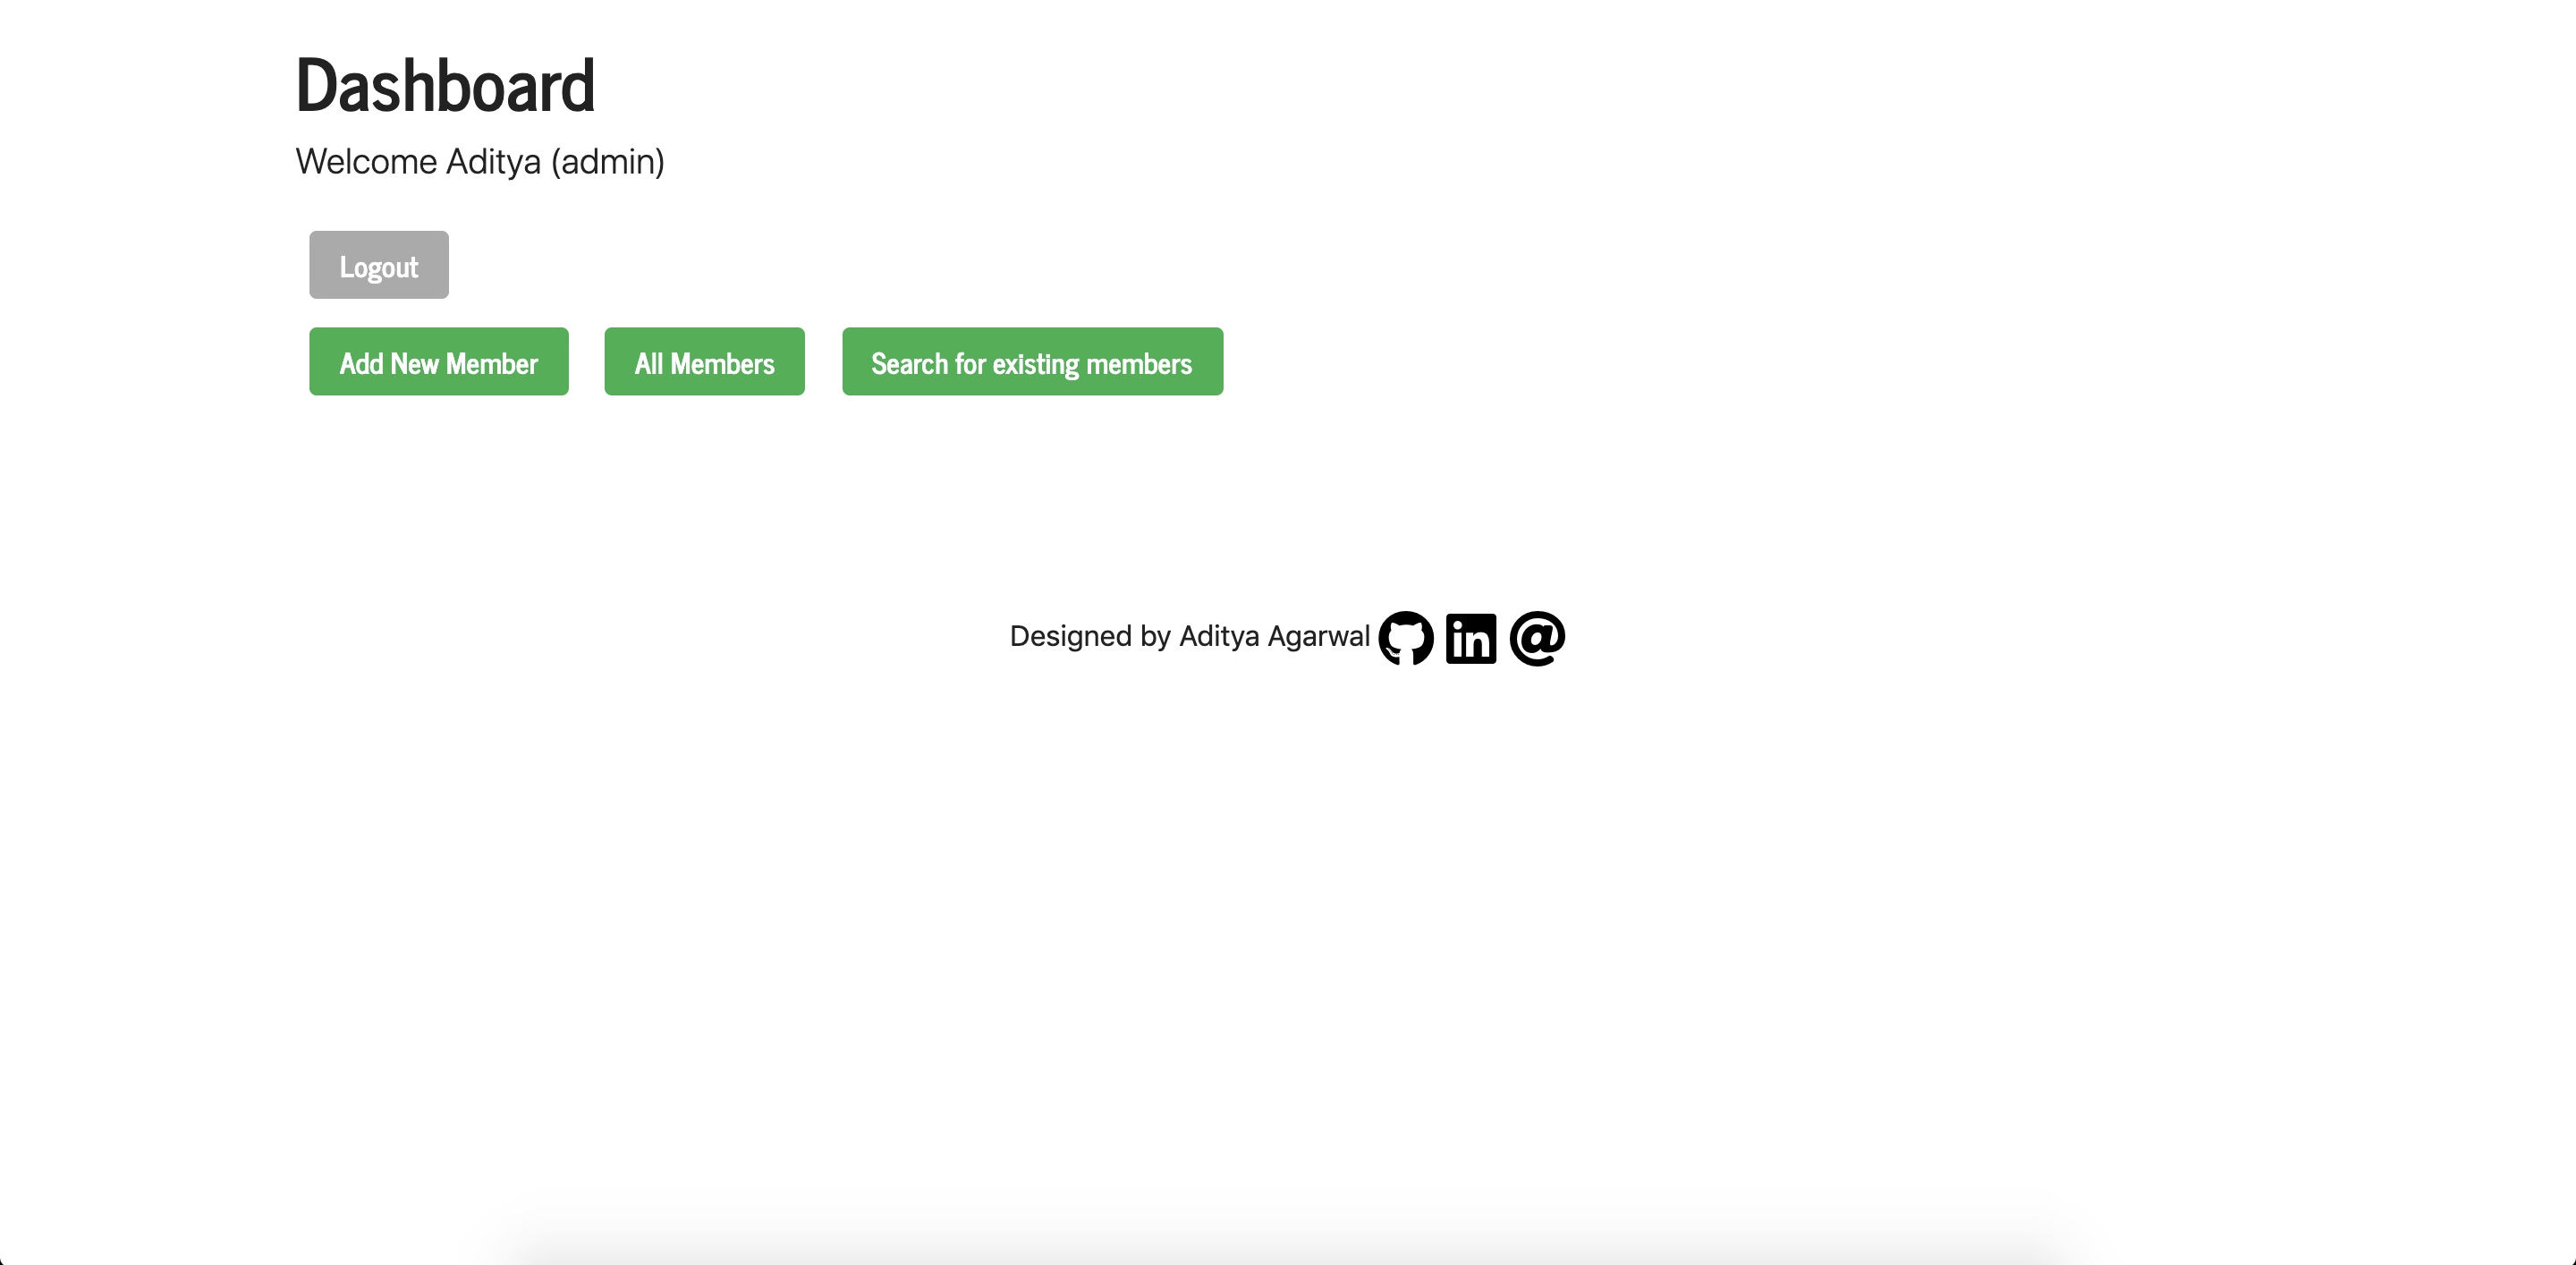 Dashboard
Welcome Aditya (admin)
Logout
Add New Member All Members Search for existing members
Designed by Aditya Agarwal in @